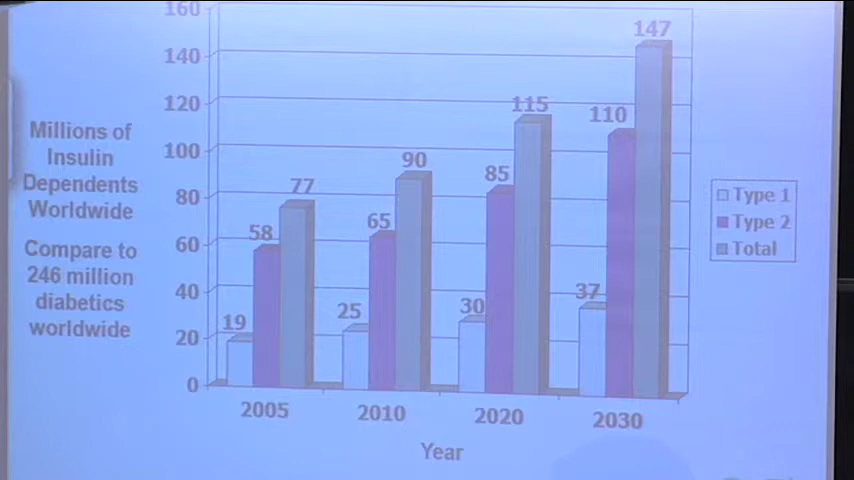 160
140
120
100
80
60
40
20
0
Millions of
Insulin
Dependents
Worldwide
Compare to
246 million
diabetics
worldwide
19
58
77
25
65
90
30
85
115
37
110
147
2005
2010
2020
2030
Year
Type 1
Type 2
Total